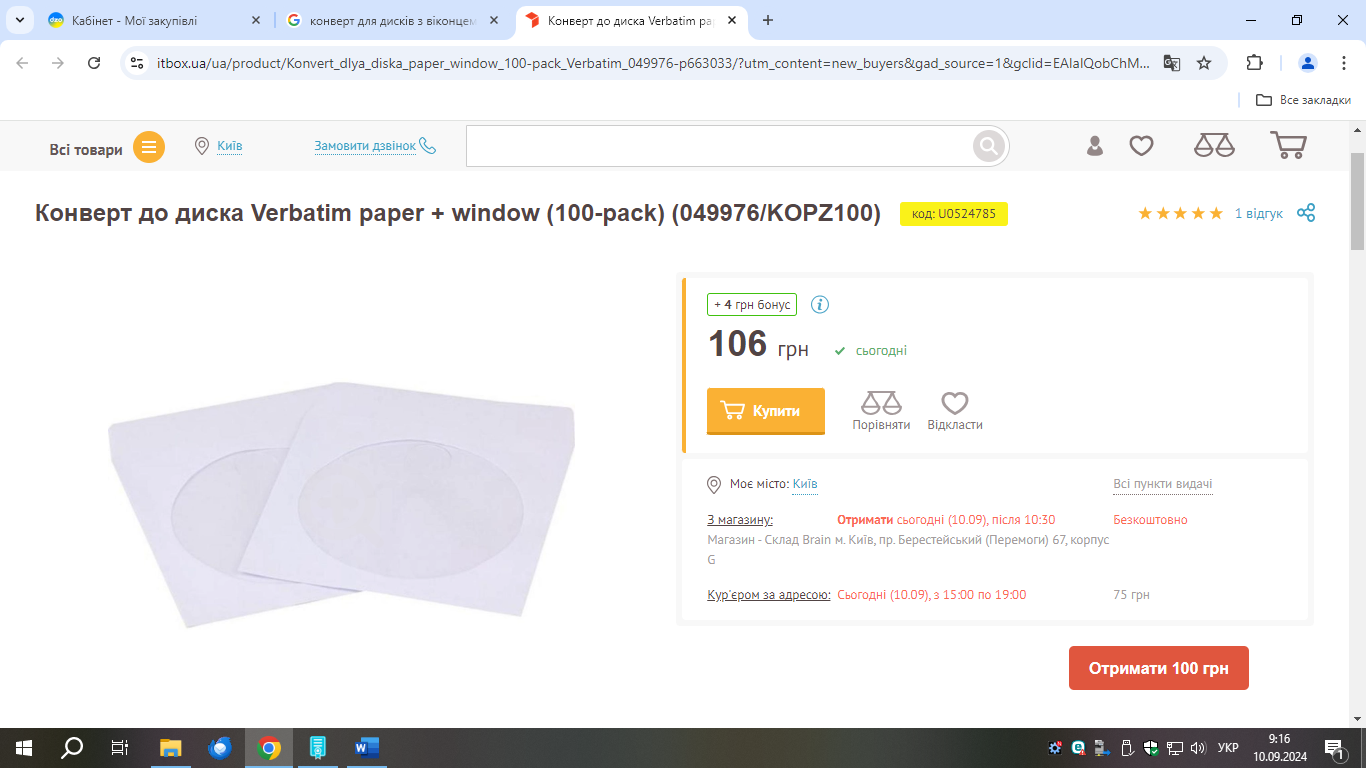 Кабінет - Мої закупівлі
конверт для дисків з віконцем
Конверт до диска Verbatim pa
itbox.ua/ua/product/Konvert_dlya_diska_paper_window_100-pack_Verbatim_049976-p663033/?utm_content=new_buyers&gad_source=1&gclid=EAIaIQobChM...
Все закладки
Всі товари
Київ
Замовити дзвінок
Конверт до диска Verbatim paper + window (100-pack) (049976/KOPZ100)
код: U0524785
1 відгук
+ 4 грн бонус
106 грн
сьогодні
Купити
Порівняти
Відкласти
Моє місто: Київ
Всі пункти видачі
З магазину:
Отримати сьогодні (10.09), після 10:30
Безкоштовно
Магазин - Склад Brain м. Київ, пр. Берестейський (Перемоги) 67, корпус
G
Кур'єром за адресою:
Сьогодні (10.09), з 15:00 по 19:00
75 грн
Отримати 100 грн
УКР
9:16
10.09.2024
1